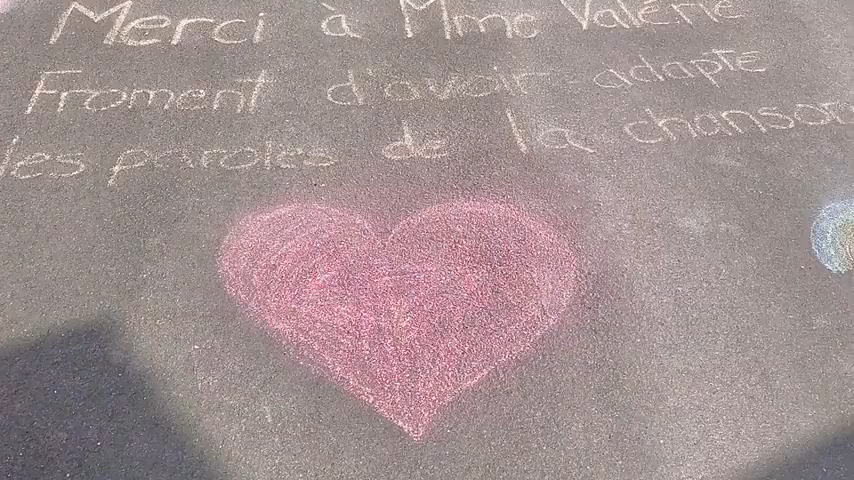 Merci à Mme Valérie
Froment d'avoir adapté
les paroles de la chanson